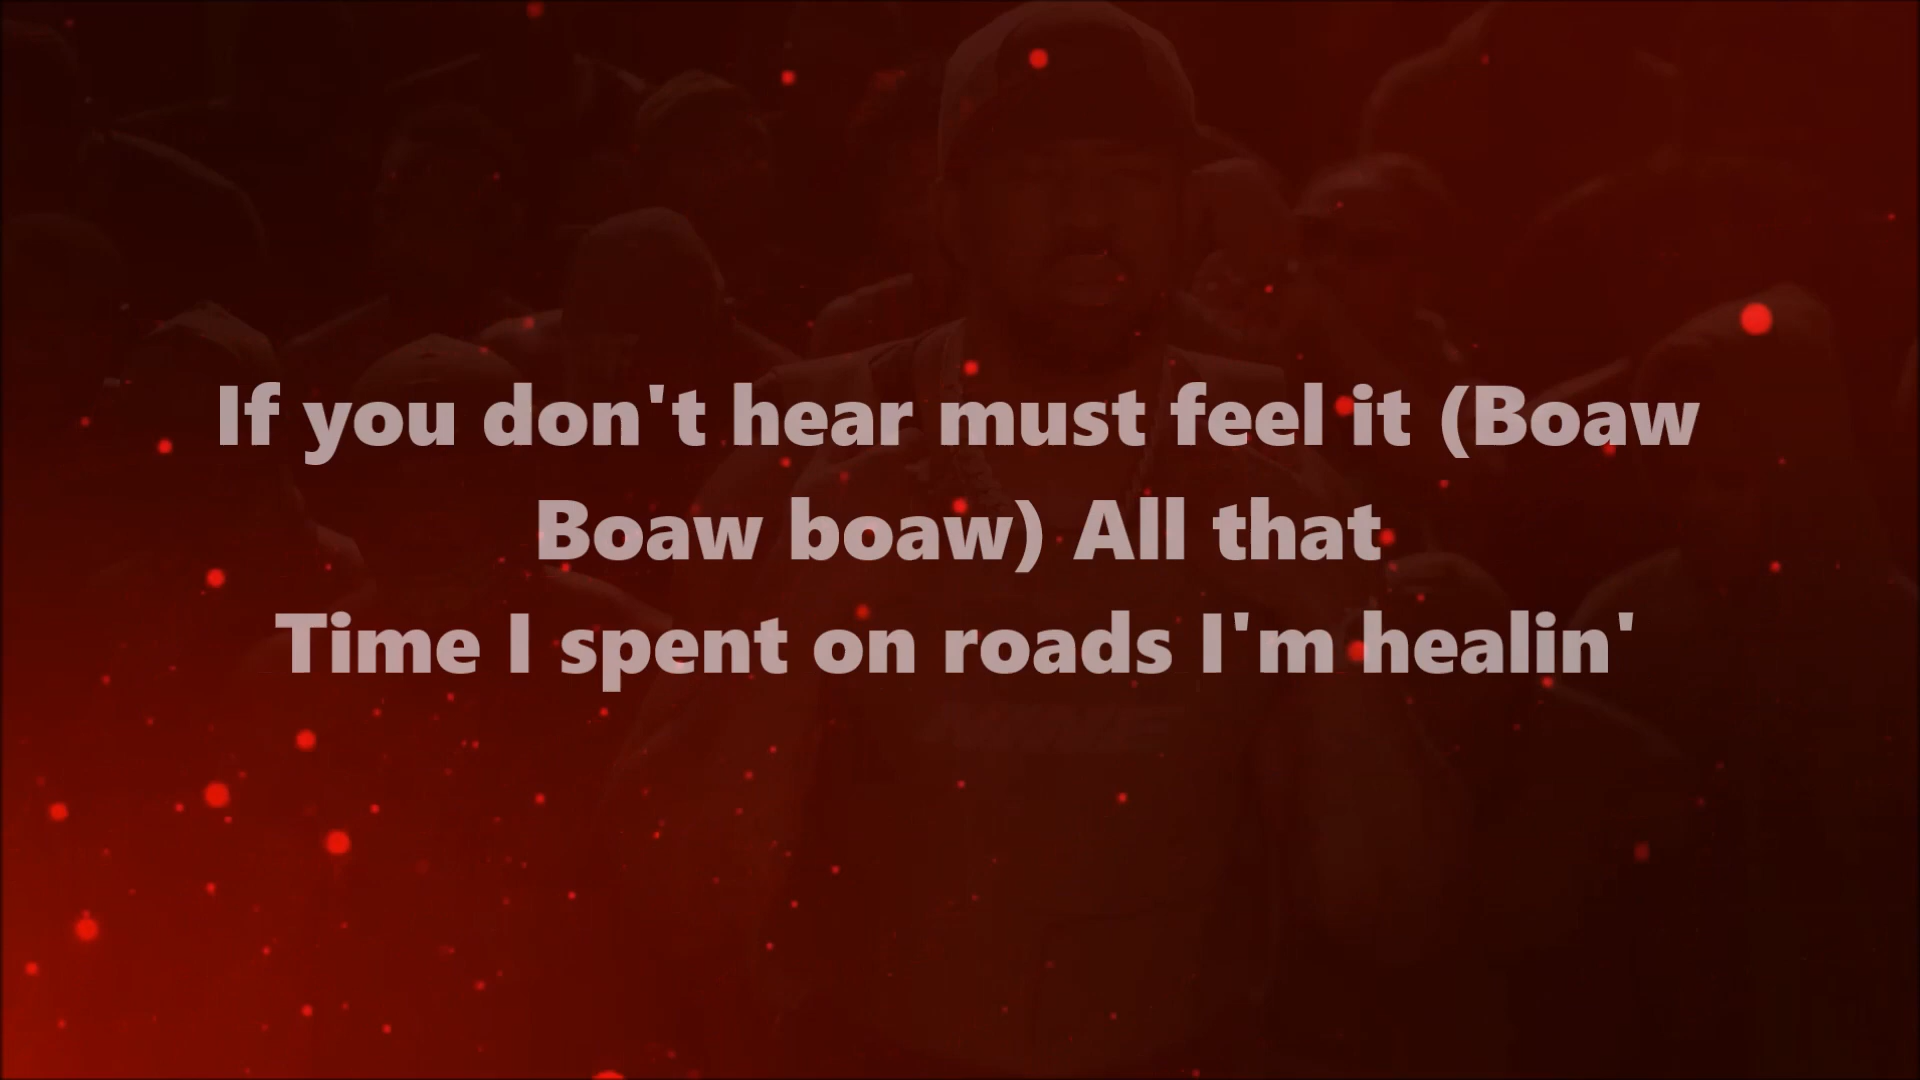 If you don't hear must feel it (Boaw
Boaw boaw) All that
Time I spent on roads I'm healin'